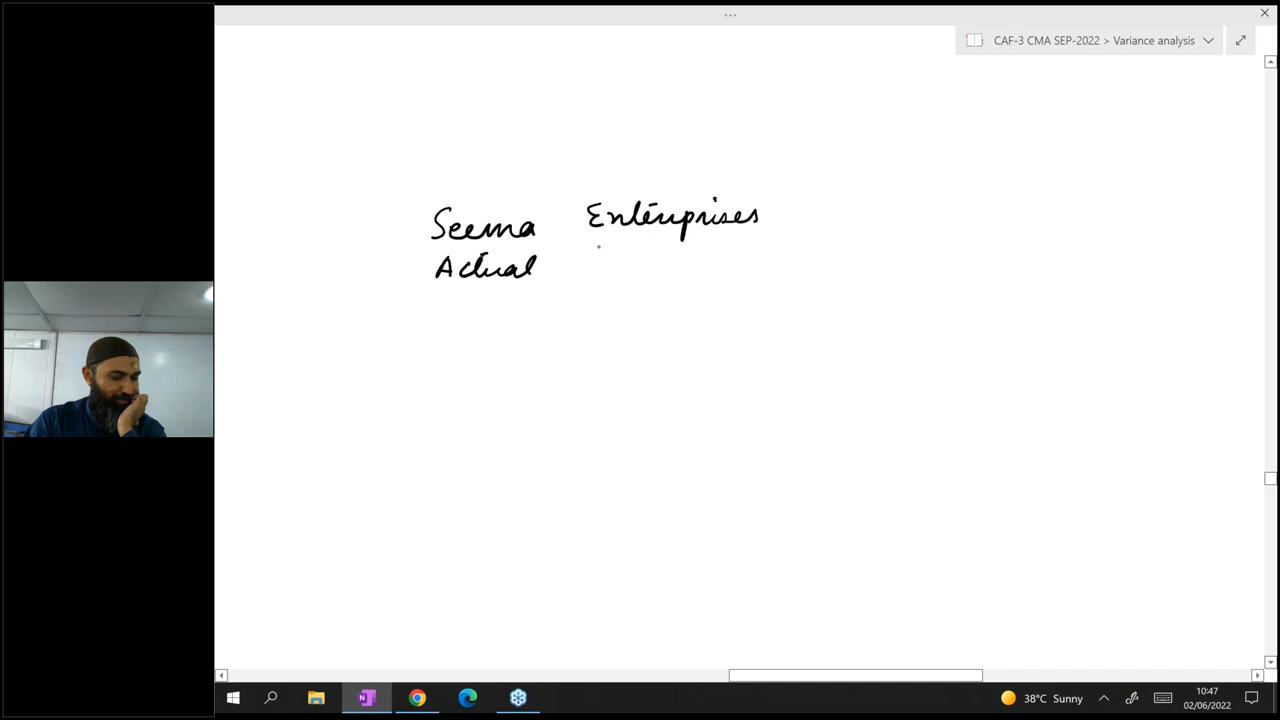 ...
CAF-3 CMA SEP-2022 > Variance analysis
Seema Enterprises
Actual
38°C Sunny
10:47
02/06/2022